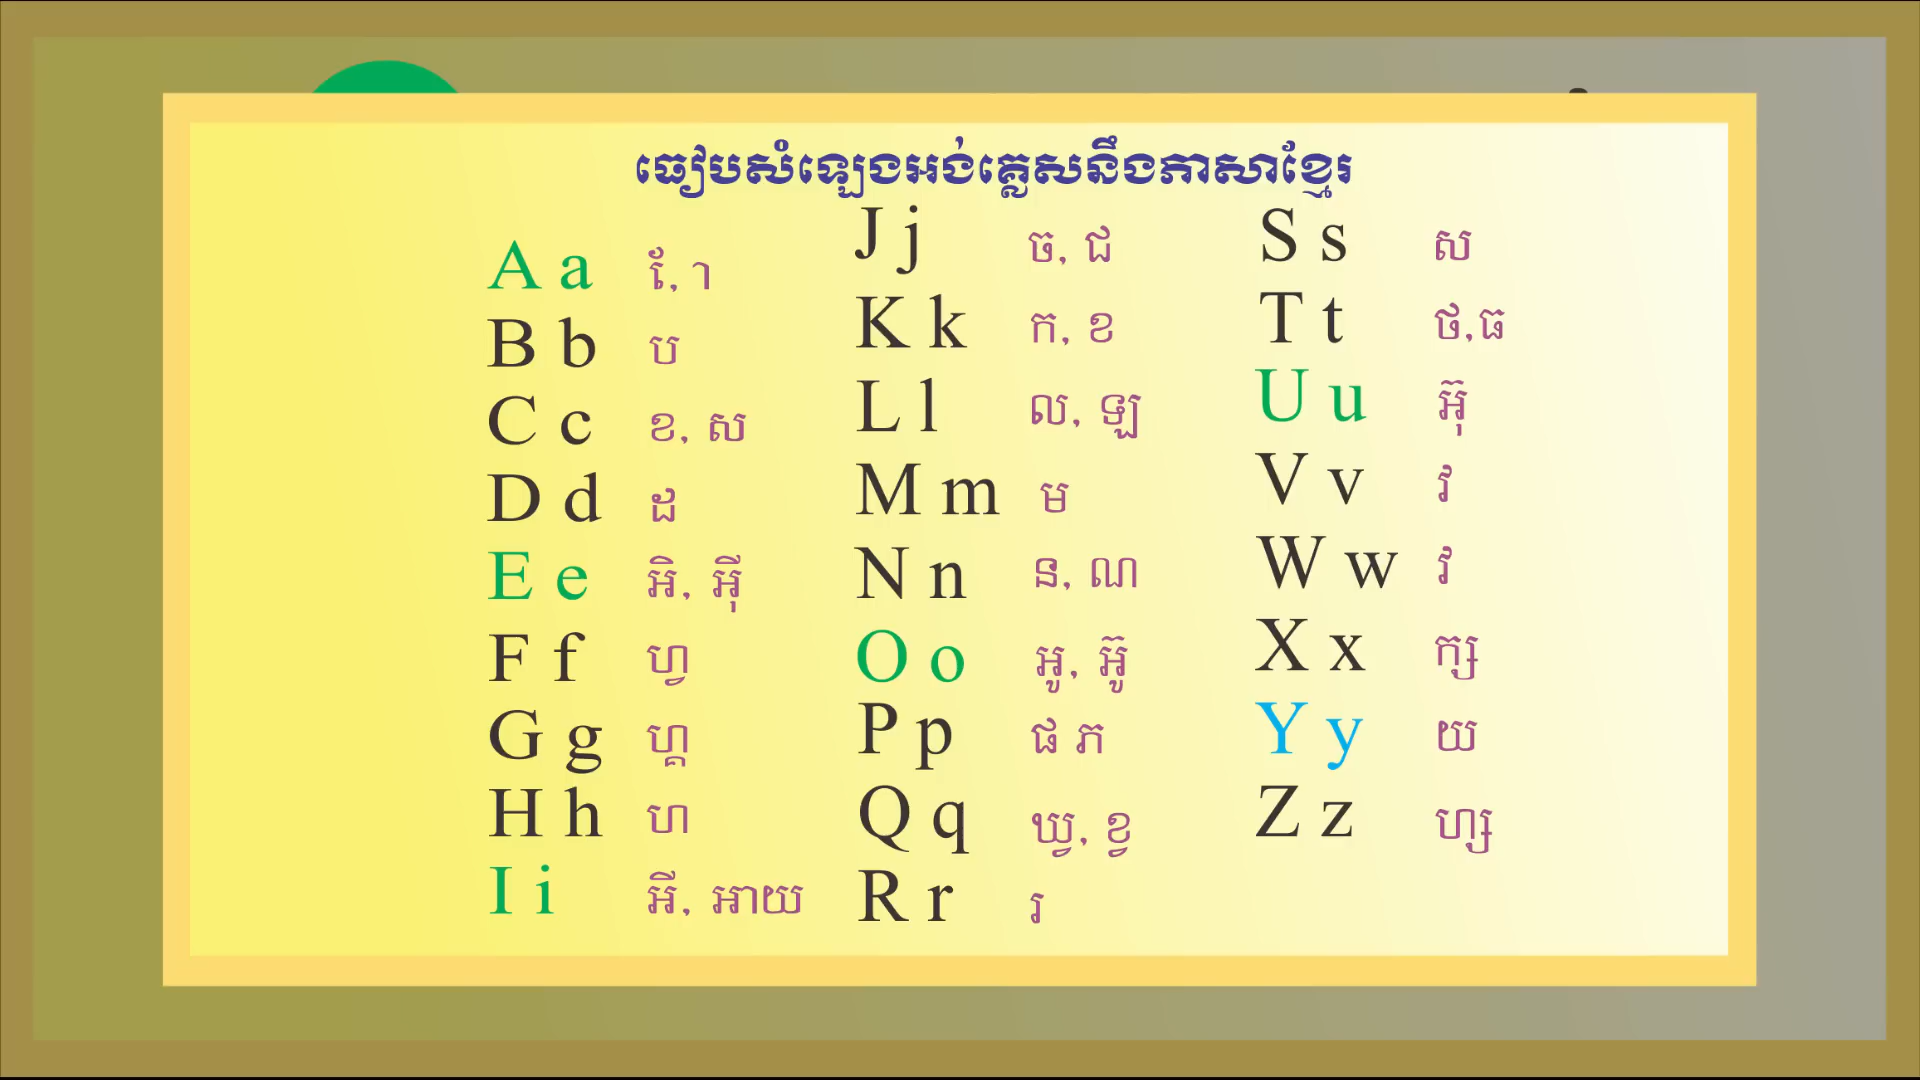 ធៀបសំឡេងអង់គ្លេសនឹងភាសាខ្មែរ
A a ែ, ា
B b ប
C c ខ, ស
D d ដ
E e អិ, អ៊ី
F f ហ្វ
G g ហ្គ
H h ហ
I i អី, អាយ
J j ច, ជ
K k ក, ខ
L l ល, ឡ
M m ម
N n ន, ណ
O o អូ, អ៊ូ
P p ផ ភ
Q q ឃ្វ, ខ្វ
R r រ
S s ស
T t ថ,ធ
U u អ៊ុ
V v វ
W w វ
X x ក្ស
Y y យ
Z z ហ្ស